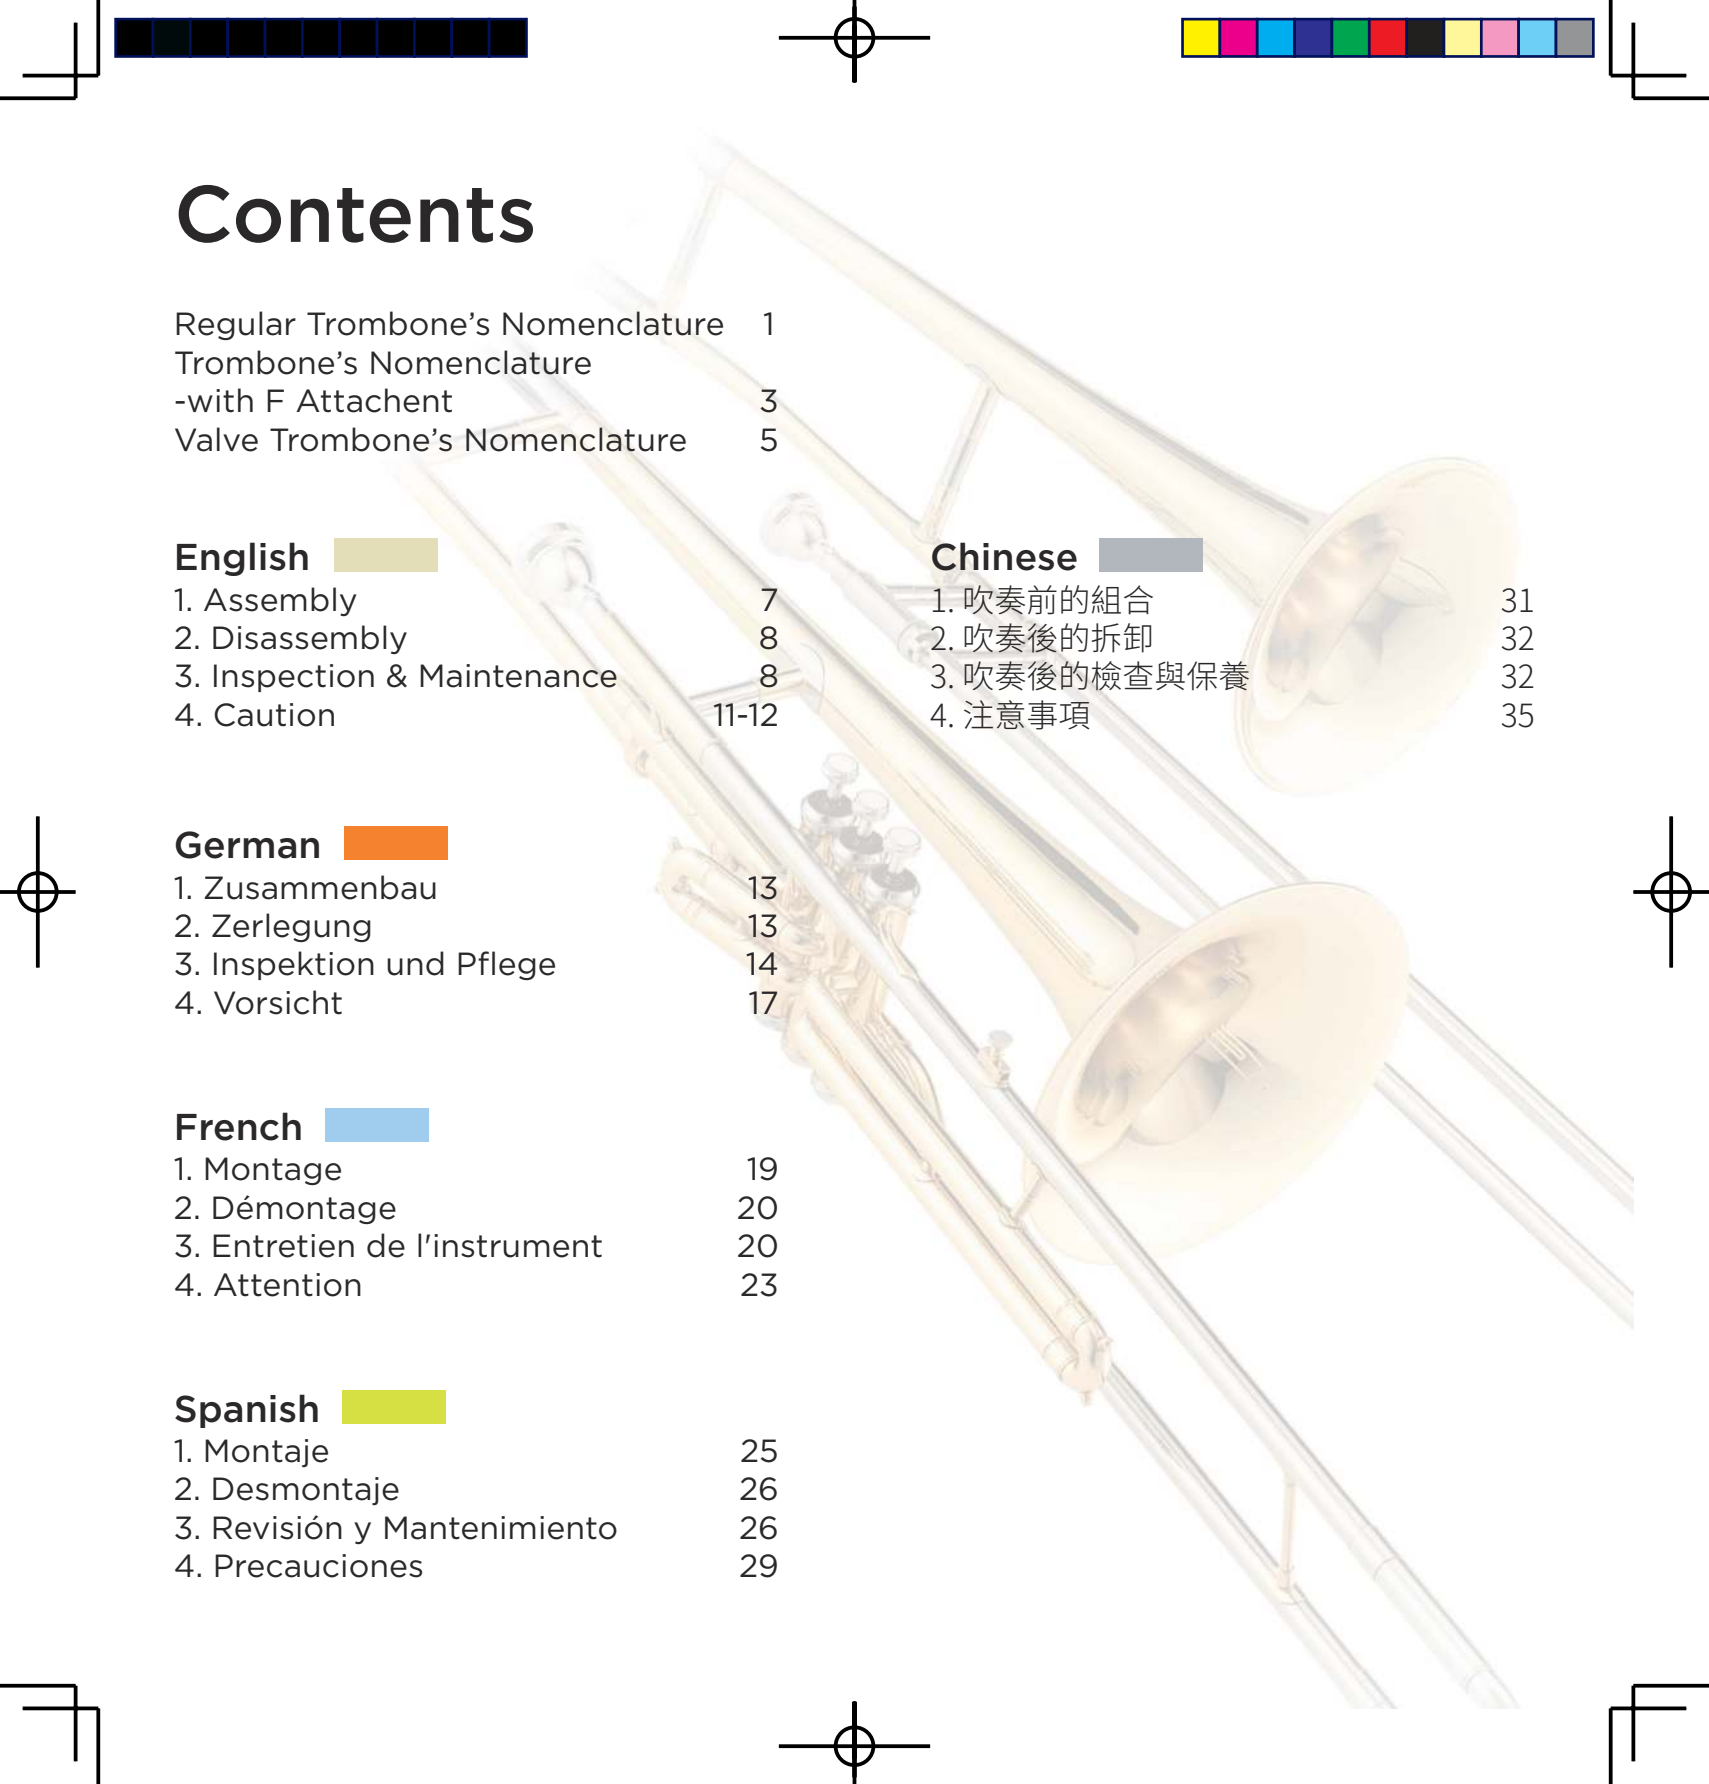 Contents
Regular Trombone’s Nomenclature 1
Trombone’s Nomenclature
-with F Attachent 3
Valve Trombone’s Nomenclature 5
English
1. Assembly 7
2. Disassembly 8
3. Inspection & Maintenance 8
4. Caution 11-12
German
1. Zusammenbau 13
2. Zerlegung 13
3. Inspektion und Pflege 14
4. Vorsicht 17
French
1. Montage 19
2. Démontage 20
3. Entretien de l'instrument 20
4. Attention 23
Spanish
1. Montaje 25
2. Desmontaje 26
3. Revisión y Mantenimiento 26
4. Precauciones 29
Chinese
1. 吹奏前的組合 31
2. 吹奏後的拆卸 32
3. 吹奏後的檢查與保養 32
4. 注意事項 35